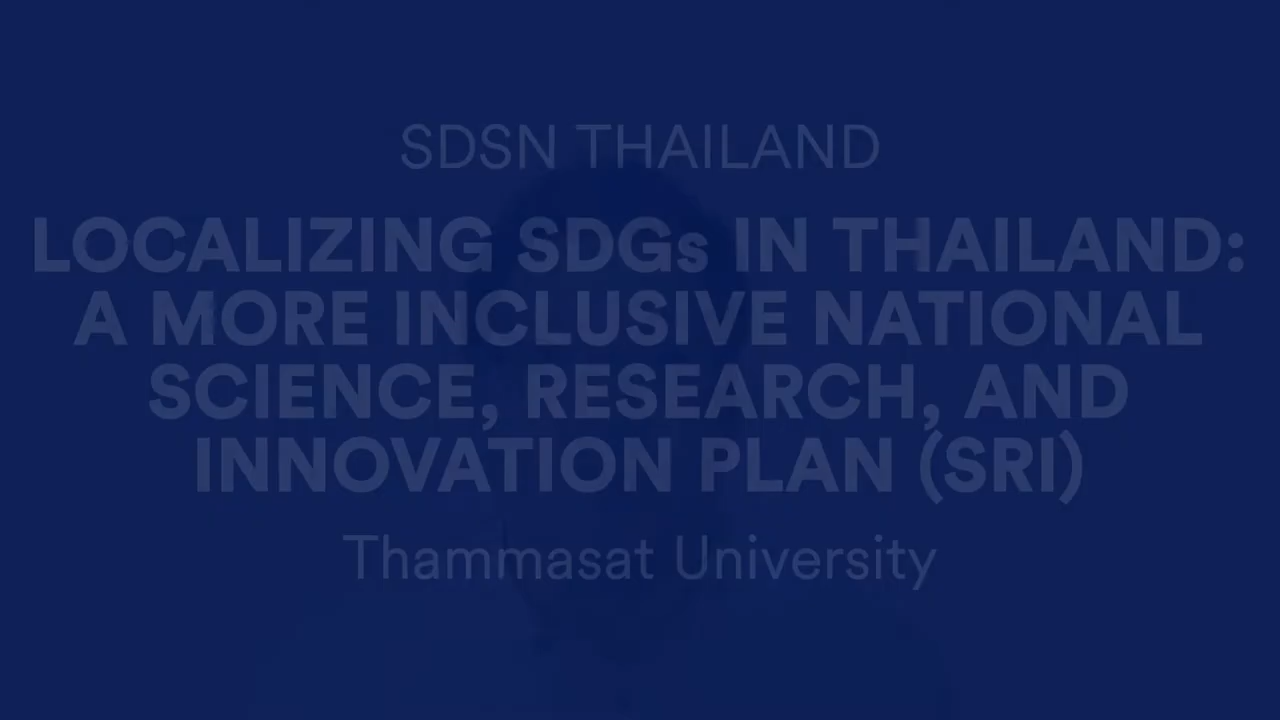 SDSN THAILAND
LOCALIZING SDGs IN THAILAND:
A MORE INCLUSIVE NATIONAL
SCIENCE, RESEARCH, AND
INNOVATION PLAN (SRI)
Thammasat University